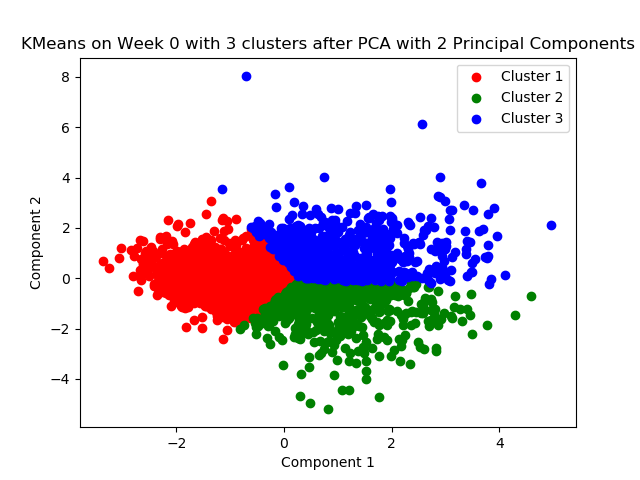 KMeans on Week 0 with 3 clusters after PCA with 2 Principal Components
Cluster 1
Cluster 2
Cluster 3
8
6
4
2
0
−2
−4
Component 2
−2
0
2
4
Component 1